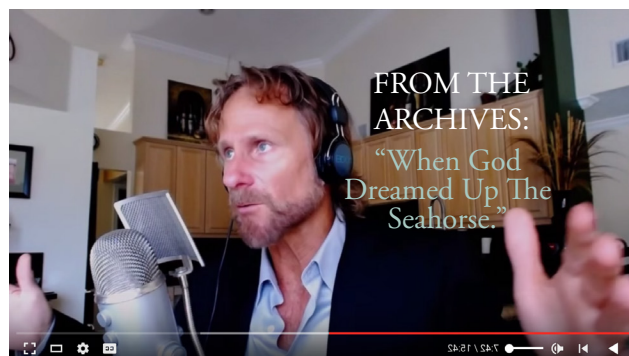 FROM THE
ARCHIVES:
“When God
Dreamed Up The
Seahorse.”
7:42 / 15:42